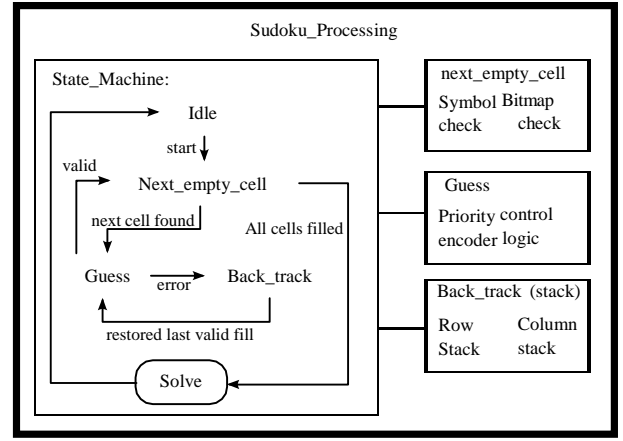 Sudoku_Processing
State_Machine:
Idle
start
valid
Next_empty_cell
next cell found
All cells filled
Guess
error
Back_track
restored last valid fill
Solve
next_empty_cell
Symbol Bitmap
check check
Guess
Priority control
encoder logic
Back_track (stack)
Row Column
Stack stack